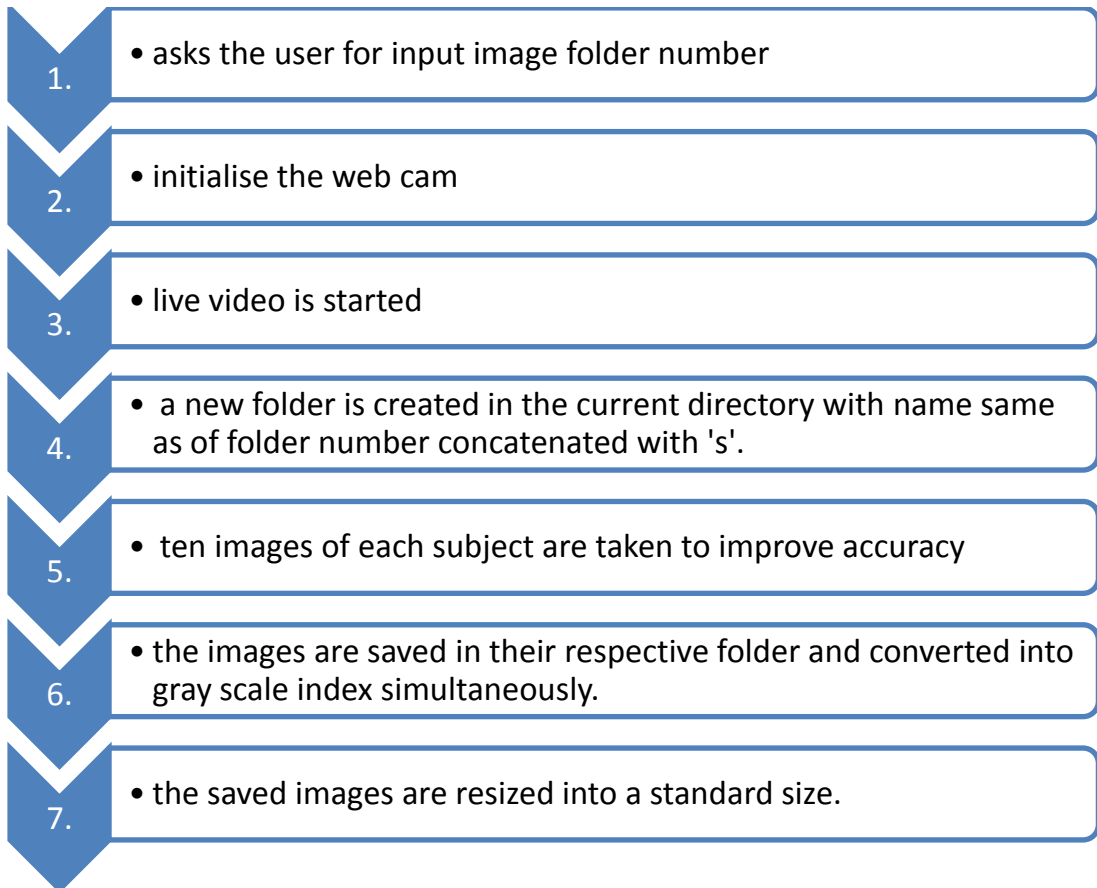 1.
• asks the user for input image folder number
2.
• initialise the web cam
3.
• live video is started
4.
• a new folder is created in the current directory with name same
as of folder number concatenated with 's'.
5.
• ten images of each subject are taken to improve accuracy
6.
• the images are saved in their respective folder and converted into
gray scale index simultaneously.
7.
• the saved images are resized into a standard size.